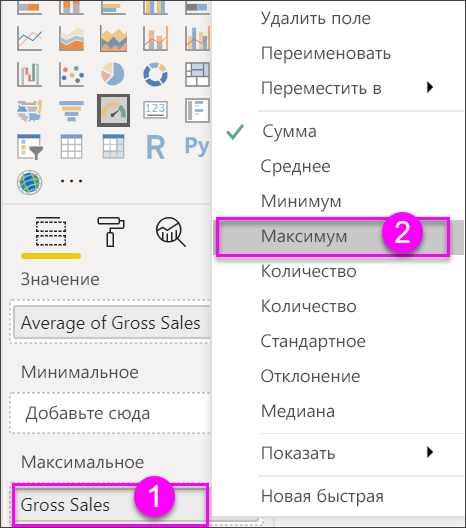 R
Py
123
Значение
Average of Gross Sales
Минимальное
Добавьте сюда
Максимальное
Gross Sales
1
Удалить поле
Переименовать
Переместить в
Сумма
Среднее
Минимум
Максимум
2
Количество
Количество
Стандартное
Отклонение
Медиана
Показать
Новая быстрая